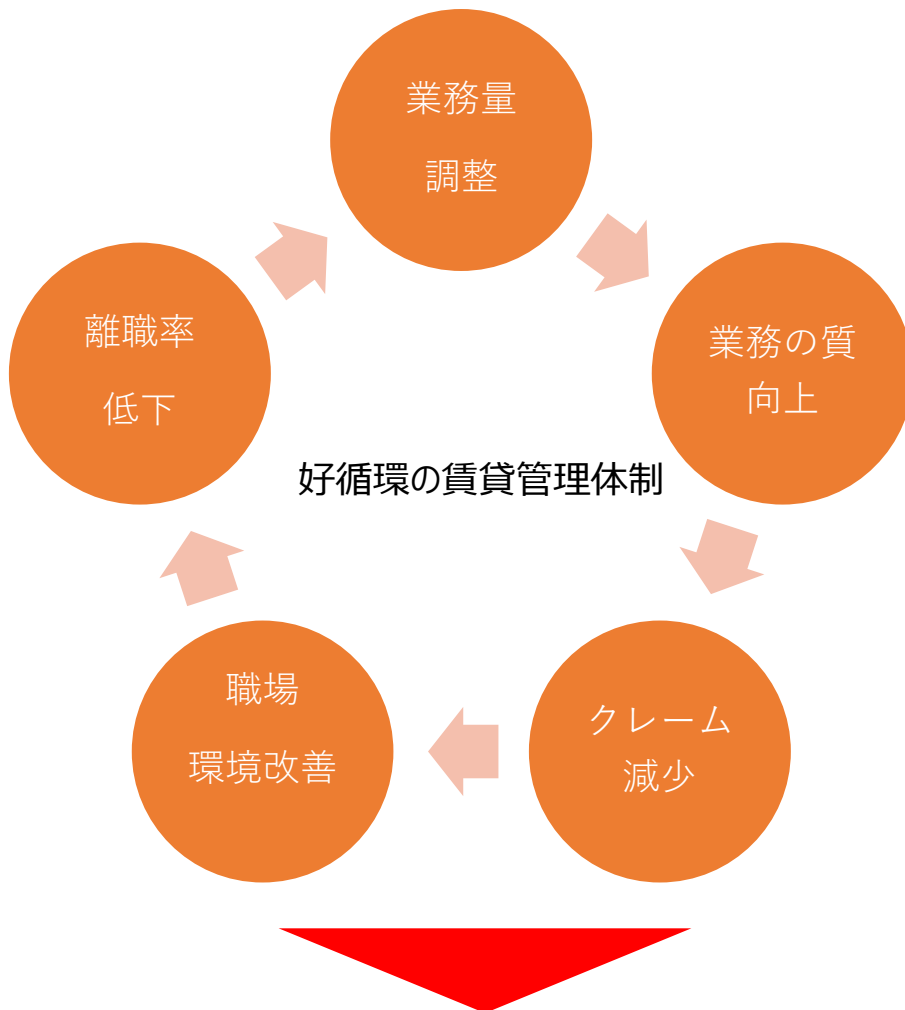 業務量
調整
業務の質
向上
クレーム
減少
職場
環境改善
離職率
低下
好循環の賃貸管理体制